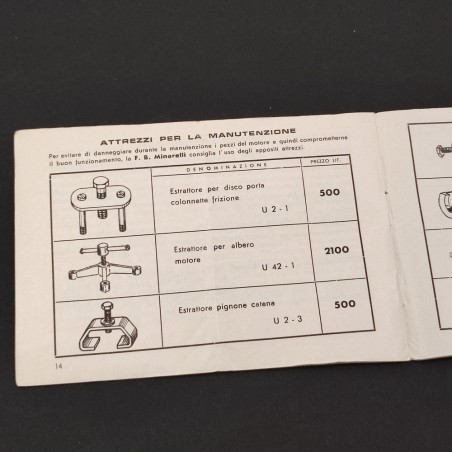 ATTREZZI PER LA MANUTENZIONE
Per evitare di danneggiare durante la manutenzione i pezzi del motore e quindi comprometterne
il buon funzionamento, la F. B. Minarelli consiglia l'uso degli appositi attrezzi.
DENOMINAZIONE PREZZO LIT.
Estrattore per disco porta
colonnette frizione
U 2 - 1
500
Estrattore per albero
motore
U 42 - 1
2100
Estrattore pignone catena
U 2 - 3
500
14